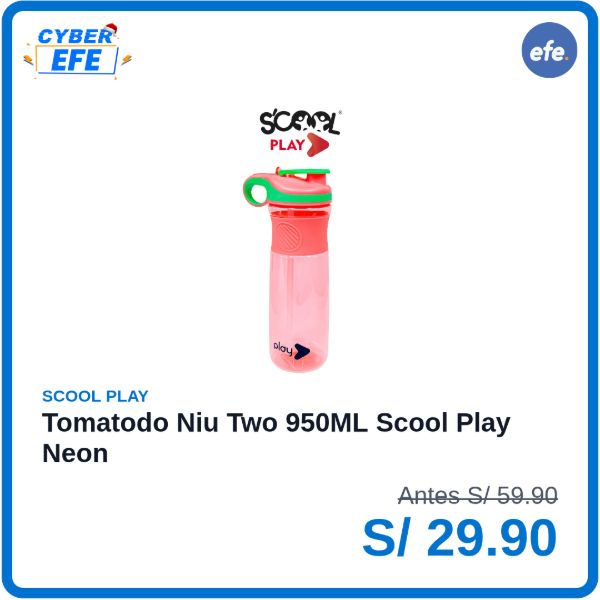 CYBER
EFE
efe.
S'COOL®
PLAY
play
SCOOL PLAY
Tomatodo Niu Two 950ML Scool Play
Neon
Antes S/ 59.90
S/ 29.90